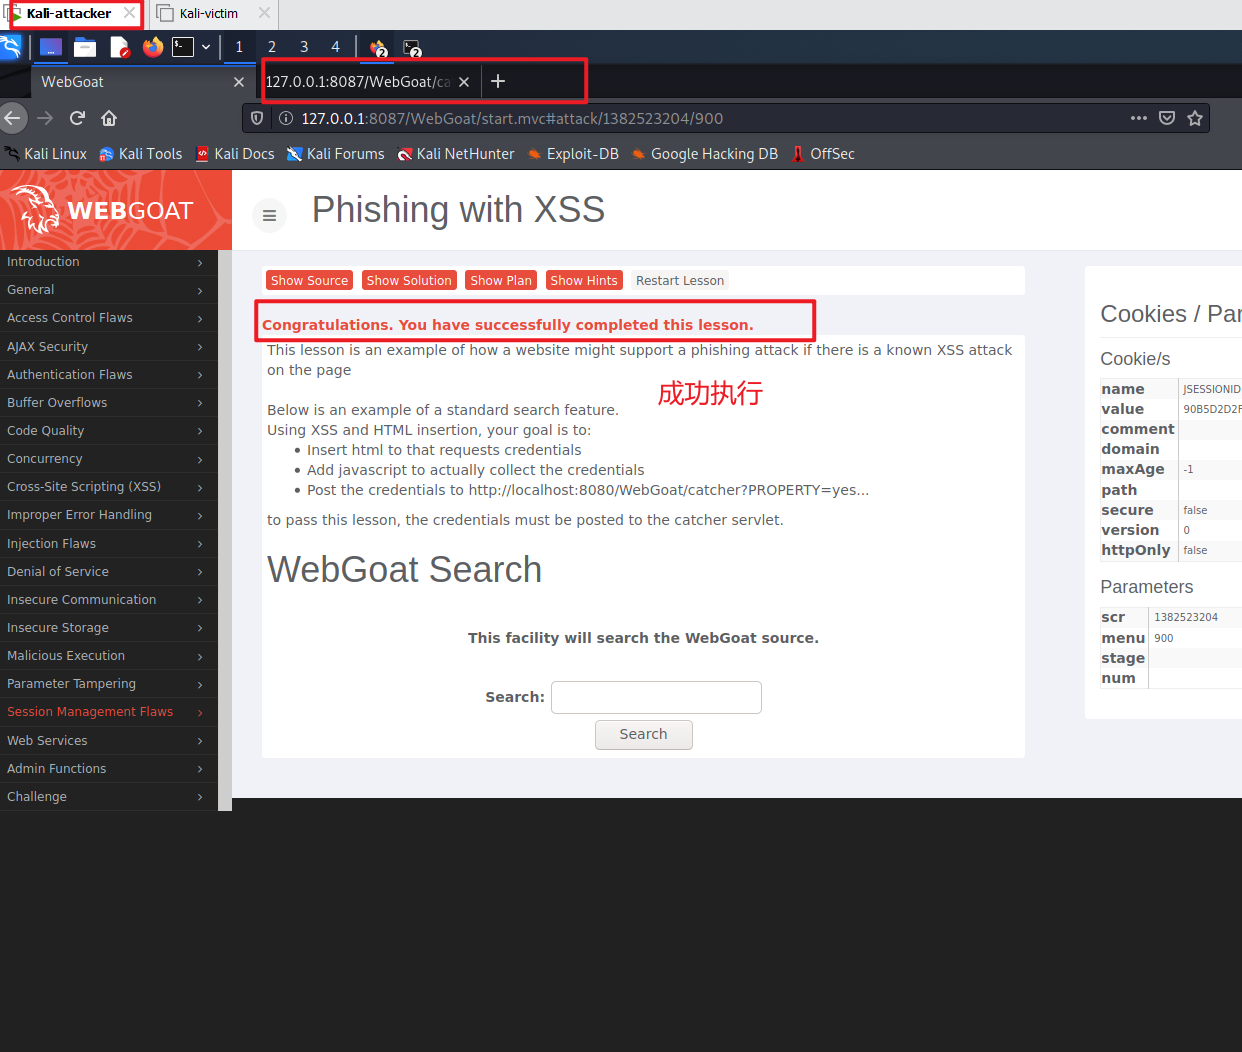 Kali-attacker Kali-victim
1 2 3 4 2 2
WebGoat 127.0.0.1:8087/WebGoat/ca
127.0.0.1:8087/WebGoat/start.mvc#attack/1382523204/900
Kali Linux Kali Tools Kali Docs Kali Forums Kali NetHunter Exploit-DB Google Hacking DB OffSec
WEBGOAT
Phishing with XSS
Introduction
General
Access Control Flaws
AJAX Security
Authentication Flaws
Buffer Overflows
Code Quality
Concurrency
Cross-Site Scripting (XSS)
Improper Error Handling
Injection Flaws
Denial of Service
Insecure Communication
Insecure Storage
Malicious Execution
Parameter Tampering
Session Management Flaws
Web Services
Admin Functions
Challenge
Show Source Show Solution Show Plan Show Hints Restart Lesson
Congratulations. You have successfully completed this lesson.
This lesson is an example of how a website might support a phishing attack if there is a known XSS attack
on the page
成功执行
Below is an example of a standard search feature.
Using XSS and HTML insertion, your goal is to:
• Insert html to that requests credentials
• Add javascript to actually collect the credentials
• Post the credentials to http://localhost:8080/WebGoat/catcher?PROPERTY=yes...
to pass this lesson, the credentials must be posted to the catcher servlet.
WebGoat Search
This facility will search the WebGoat source.
Search:
Search
Cookies / Par
Cookie/s
name JSESSIONID
value 90B5D2D2F
comment
domain
maxAge -1
path
secure false
version 0
httpOnly false
Parameters
scr 1382523204
menu 900
stage
num